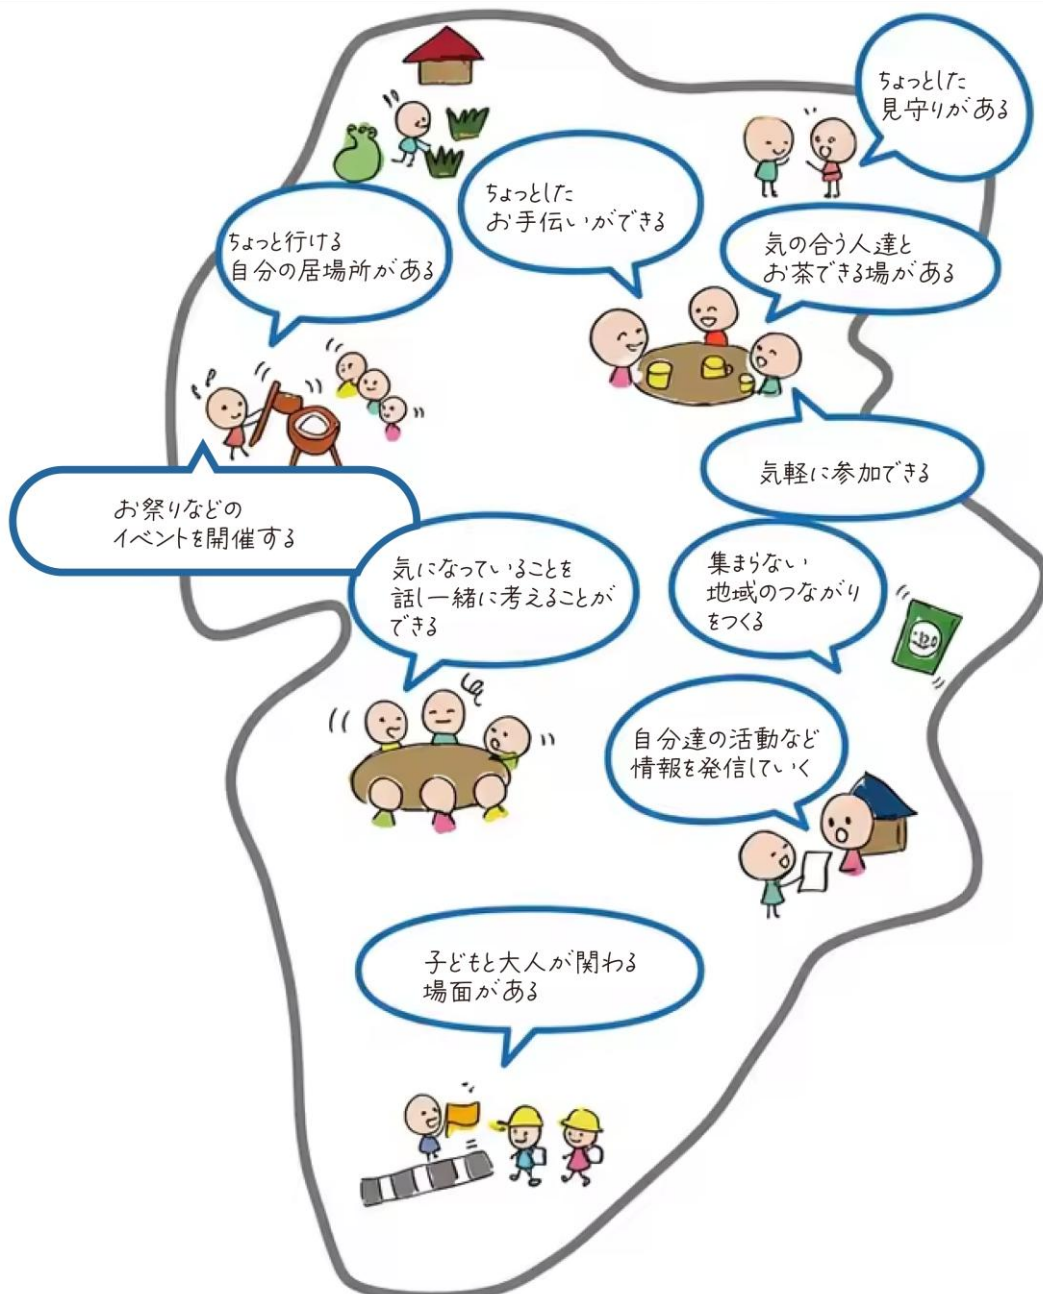 ちょっとした
見守りがある
ちょっとした
お手伝いができる
ちょっと行ける
自分の居場所がある
気の合う人達と
お茶できる場がある
気軽に参加できる
お祭りなどの
イベントを開催する
気になっていることを
話し一緒に考えることが
できる
集まらない
地域のつながり
をつくる
自分達の活動など
情報を発信していく
子どもと大人が関わる
場面がある